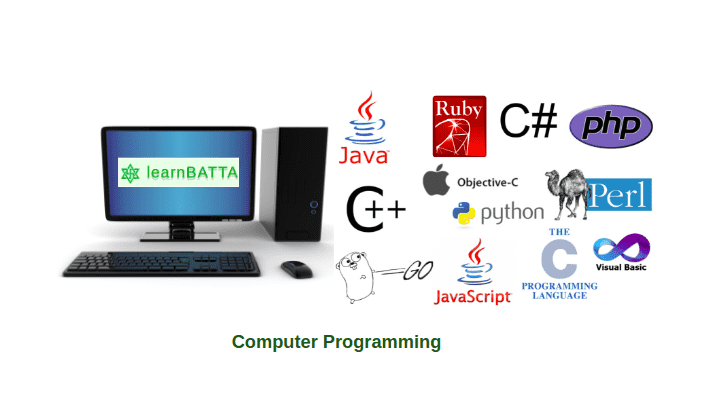 learnBATTA
Java
Ruby
C#
php
C++
Objective-C
python
Perl
GO
JavaScript
THE
C
PROGRAMMING
LANGUAGE
Visual Basic
Computer Programming